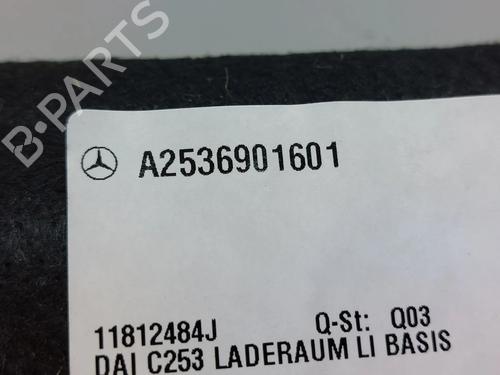 B-PARTS
A2536901601
11812484J Q-St: Q03
DAI C253 LADERAUM LI BASIS